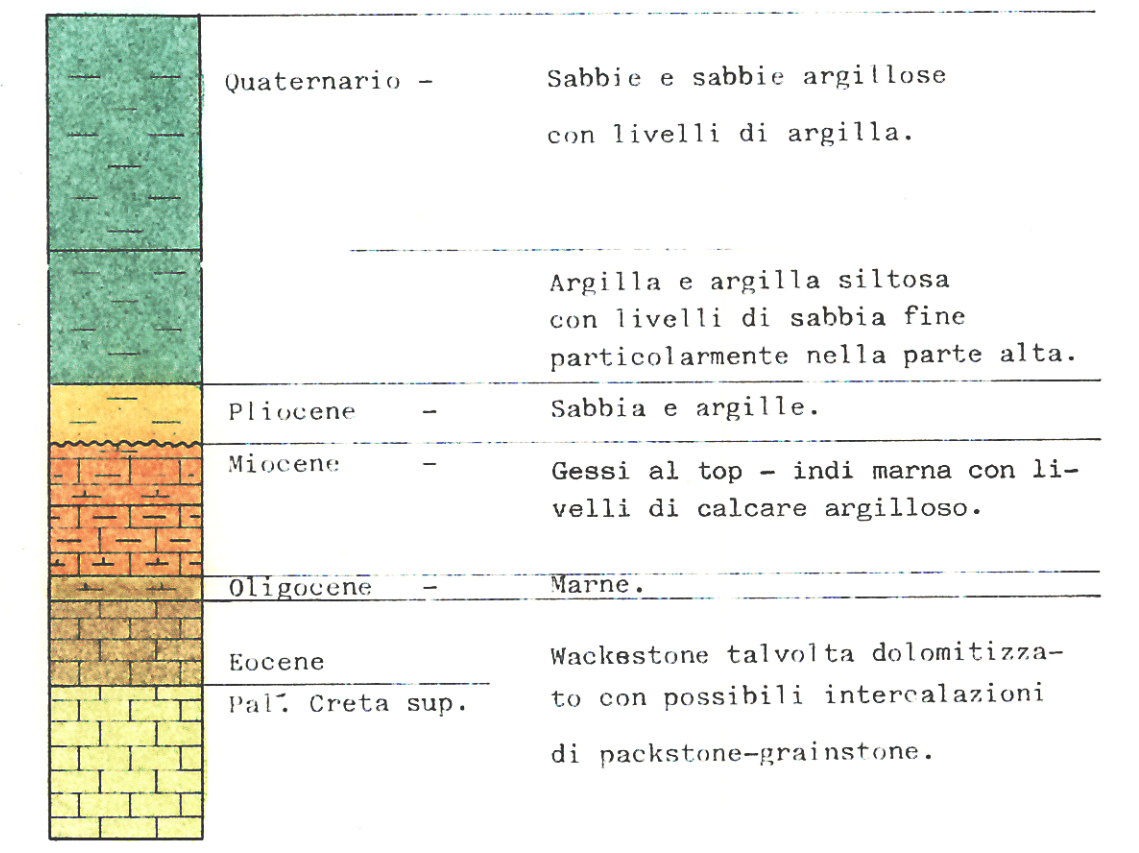 Quaternario - Sabbie e sabbie argillose
con livelli di argilla.
Argilla e argilla siltosa
con livelli di sabbia fine
particolarmente nella parte alta.
Pliocene - Sabbia e argille.
Miocene - Gessi al top - indi marna con li-
velli di calcare argilloso.
Oligocene - Marne.
Eocene Wackestone talvolta dolomitizza-
Pal. Creta sup. to con possibili intercalazioni
di packstone-grainstone.